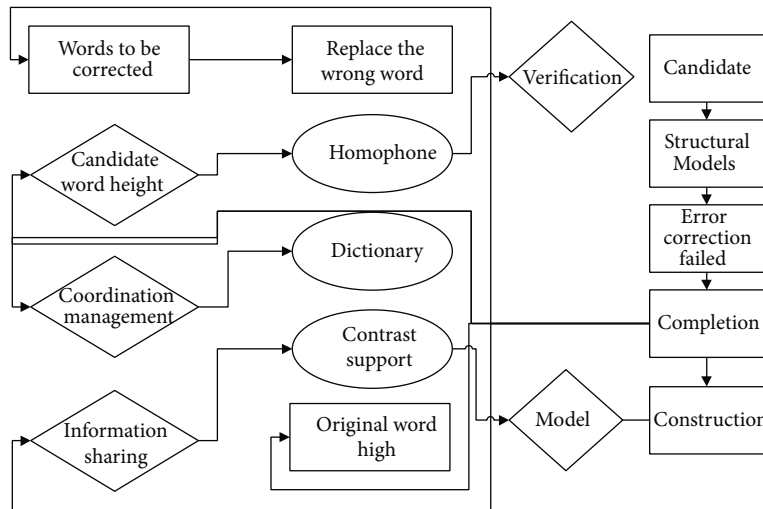 Words to be
corrected
Replace the
wrong word
Verification
Candidate
Candidate
word height
Homophone
Structural
Models
Error
correction
failed
Coordination
management
Dictionary
Completion
Contrast
support
Information
sharing
Original word
high
Model
Construction